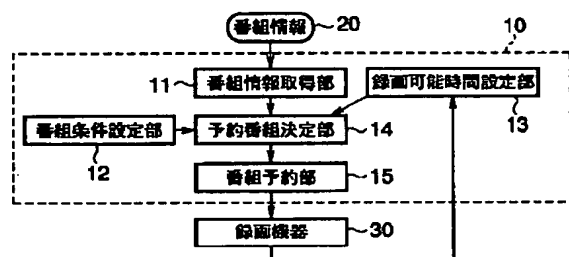 番組情報 20
10
11 番組情報取得部 録画可能時間設定部 13
番組条件設定部 12 予約番組決定部 14
番組予約部 15
録画機器 30